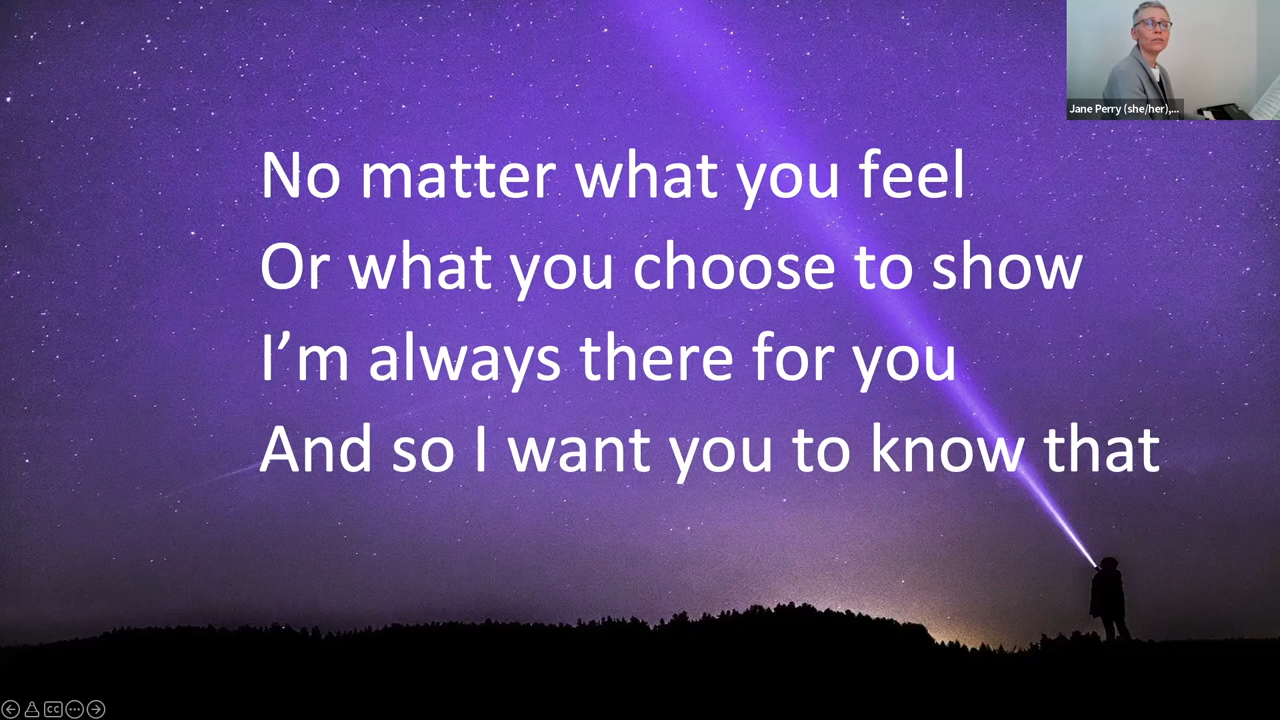 Jane Perry (she/her),...
No matter what you feel
Or what you choose to show
I’m always there for you
And so I want you to know that
CC